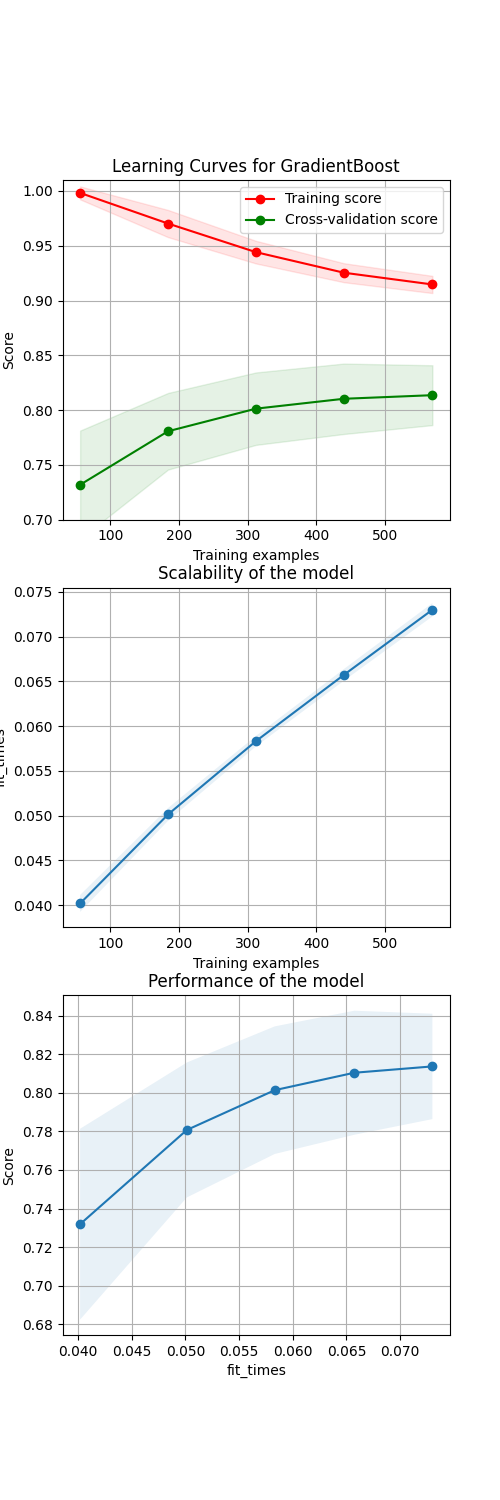 Learning Curves for GradientBoost
1.00
0.95
0.90
0.85
0.80
0.75
0.70
Score
Training score
Cross-validation score
100 200 300 400 500
Training examples
Scalability of the model
0.075
0.070
0.065
0.060
0.055
0.050
0.045
0.040
100 200 300 400 500
Training examples
Performance of the model
0.84
0.82
0.80
0.78
0.76
0.74
0.72
0.70
0.68
Score
0.040 0.045 0.050 0.055 0.060 0.065 0.070
fit_times